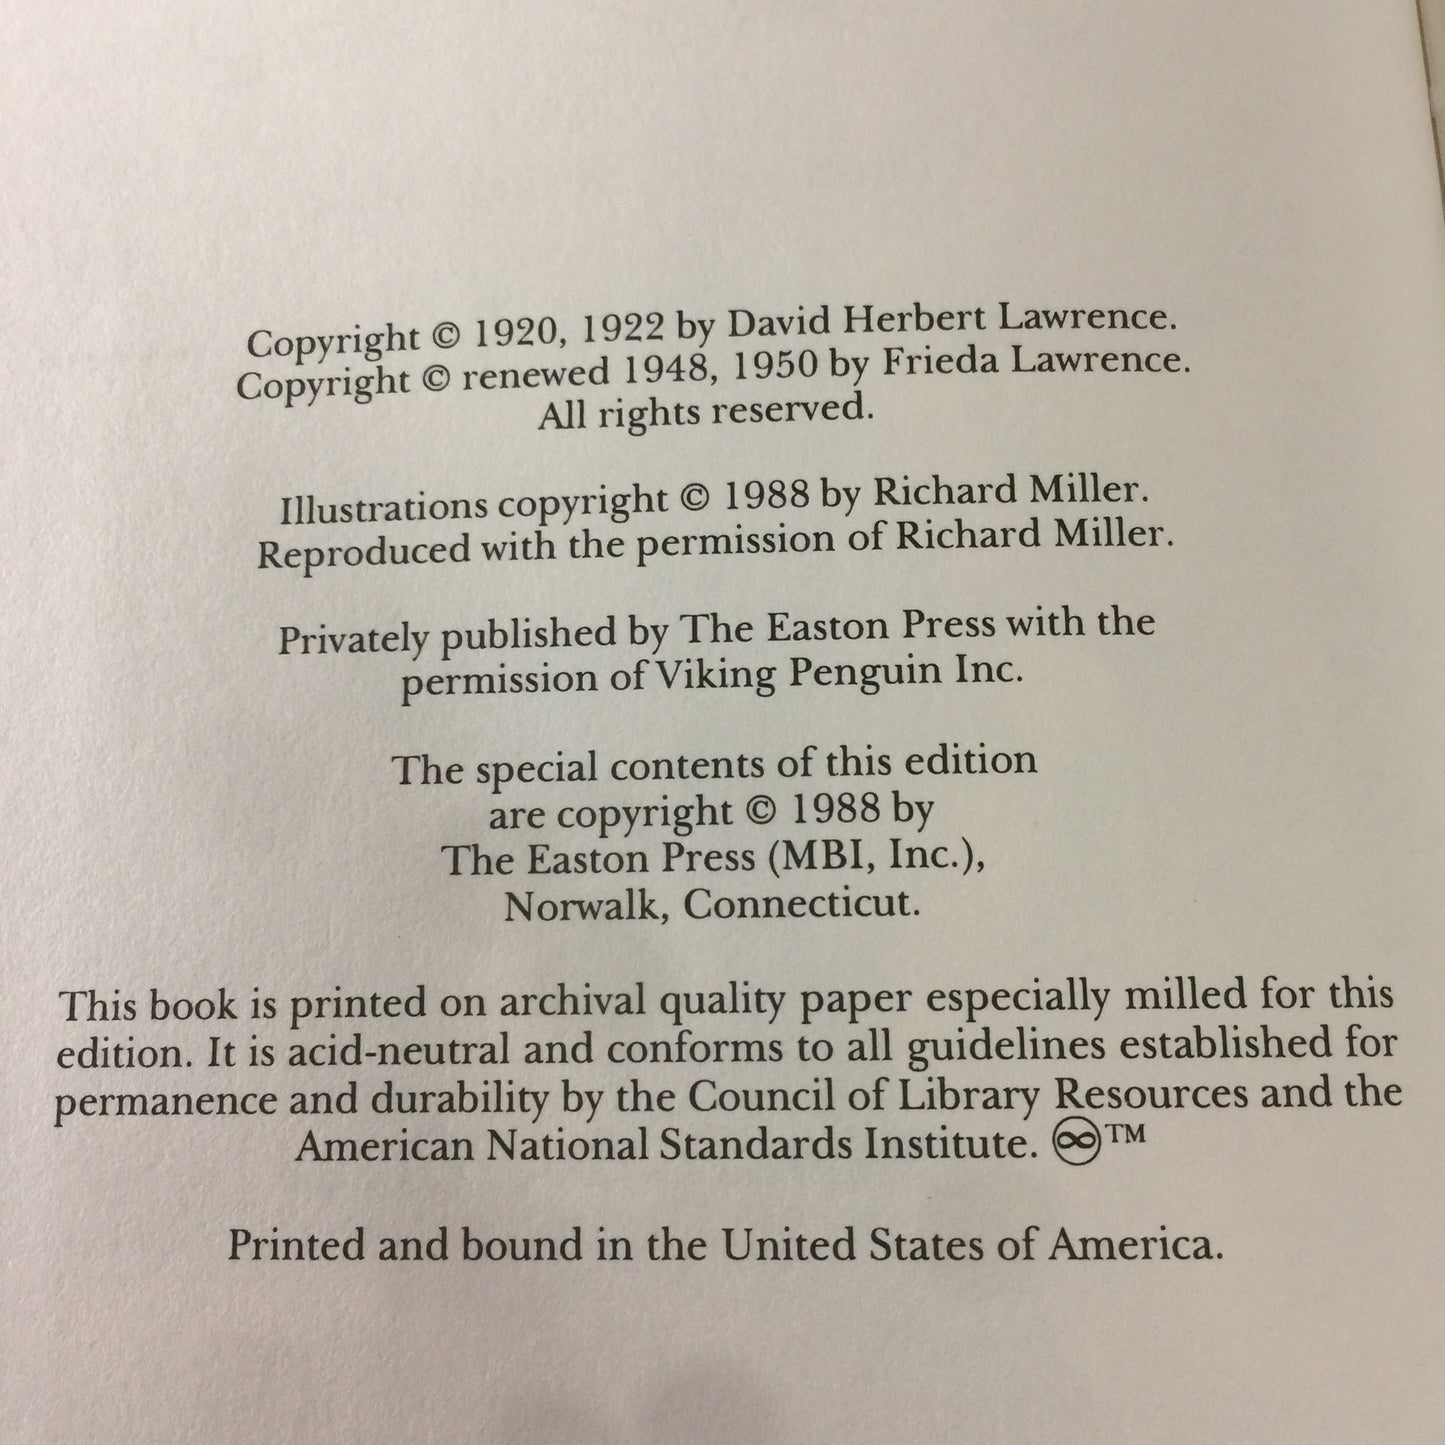 Copyright © 1920, 1922 by David Herbert Lawrence.
Copyright © renewed 1948, 1950 by Frieda Lawrence.
All rights reserved.
Illustrations copyright © 1988 by Richard Miller.
Reproduced with the permission of Richard Miller.
Privately published by The Easton Press with the
permission of Viking Penguin Inc.
The special contents of this edition
are copyright © 1988 by
The Easton Press (MBI, Inc.),
Norwalk, Connecticut.
This book is printed on archival quality paper especially milled for this
edition. It is acid-neutral and conforms to all guidelines established for
permanence and durability by the Council of Library Resources and the
American National Standards Institute. ♾™
Printed and bound in the United States of America.